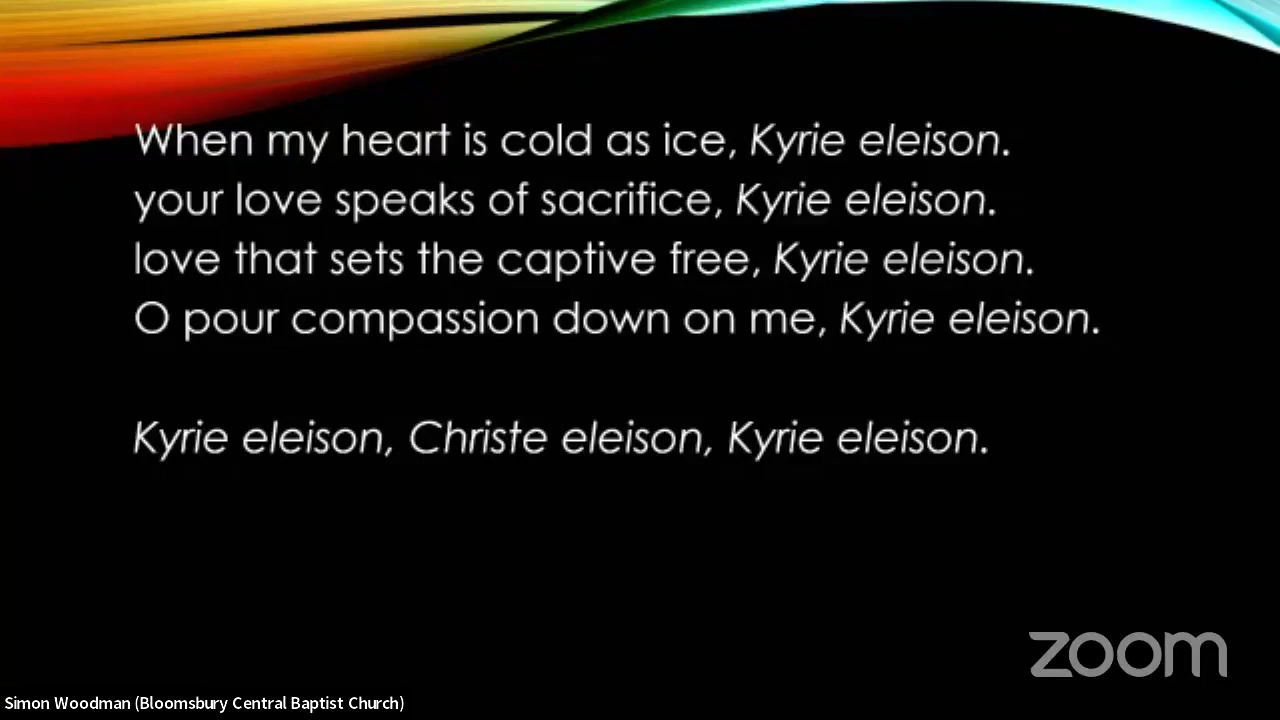 When my heart is cold as ice, Kyrie eleison.
your love speaks of sacrifice, Kyrie eleison.
love that sets the captive free, Kyrie eleison.
O pour compassion down on me, Kyrie eleison.
Kyrie eleison, Christe eleison, Kyrie eleison.
zoom
Simon Woodman (Bloomsbury Central Baptist Church)